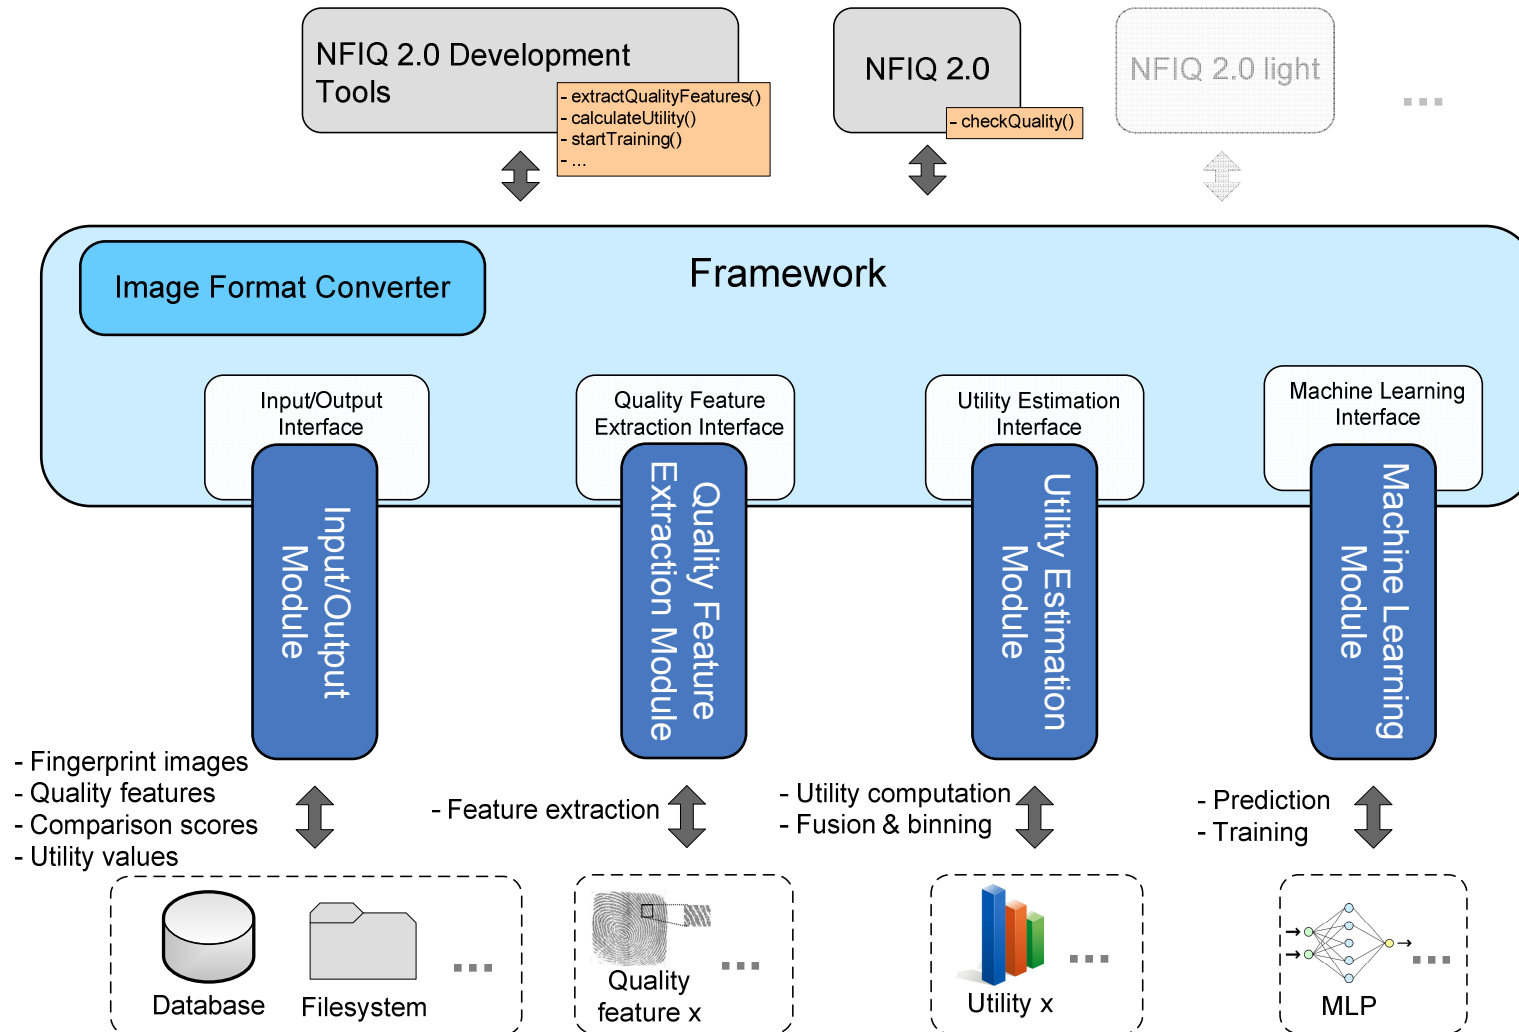 NFIQ 2.0 Development
Tools
- extractQualityFeatures()
- calculateUtility()
- startTraining()
- ...
NFIQ 2.0
- checkQuality()
NFIQ 2.0 light
...
Image Format Converter
Framework
Input/Output
Interface
Quality Feature
Extraction Interface
Utility Estimation
Interface
Machine Learning
Interface
Input/Output
Module
Quality Feature
Extraction Module
Utility Estimation
Module
Machine Learning
Module
- Fingerprint images
- Quality features
- Comparison scores
- Utility values
- Feature extraction
- Utility computation
- Fusion & binning
- Prediction
- Training
Database
Filesystem
...
Quality
feature x
...
Utility x
...
MLP
...